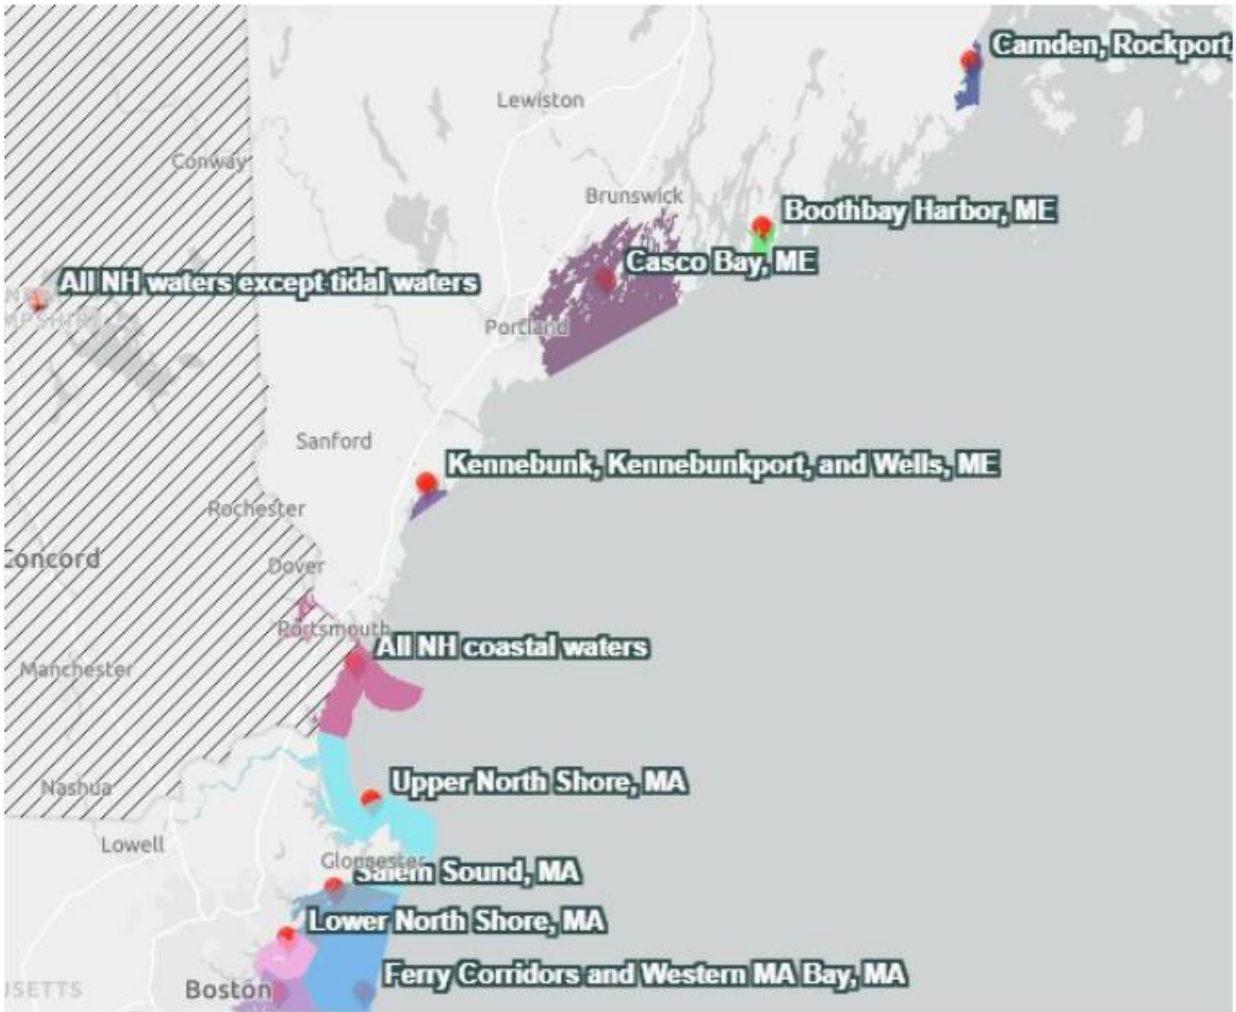 Camden, Rockport,
Lewiston
Conway
Brunswick
Boothbay Harbor, ME
Casco Bay, ME
All NH waters except tidal waters
Portland
Sanford
Kennebunk, Kennebunkport, and Wells, ME
Rochester
Concord
Dover
Portsmouth
All NH coastal waters
Manchester
Upper North Shore, MA
Nashua
Lowell
Gloucester
Salem Sound, MA
Lower North Shore, MA
Ferry Corridors and Western MA Bay, MA
Boston